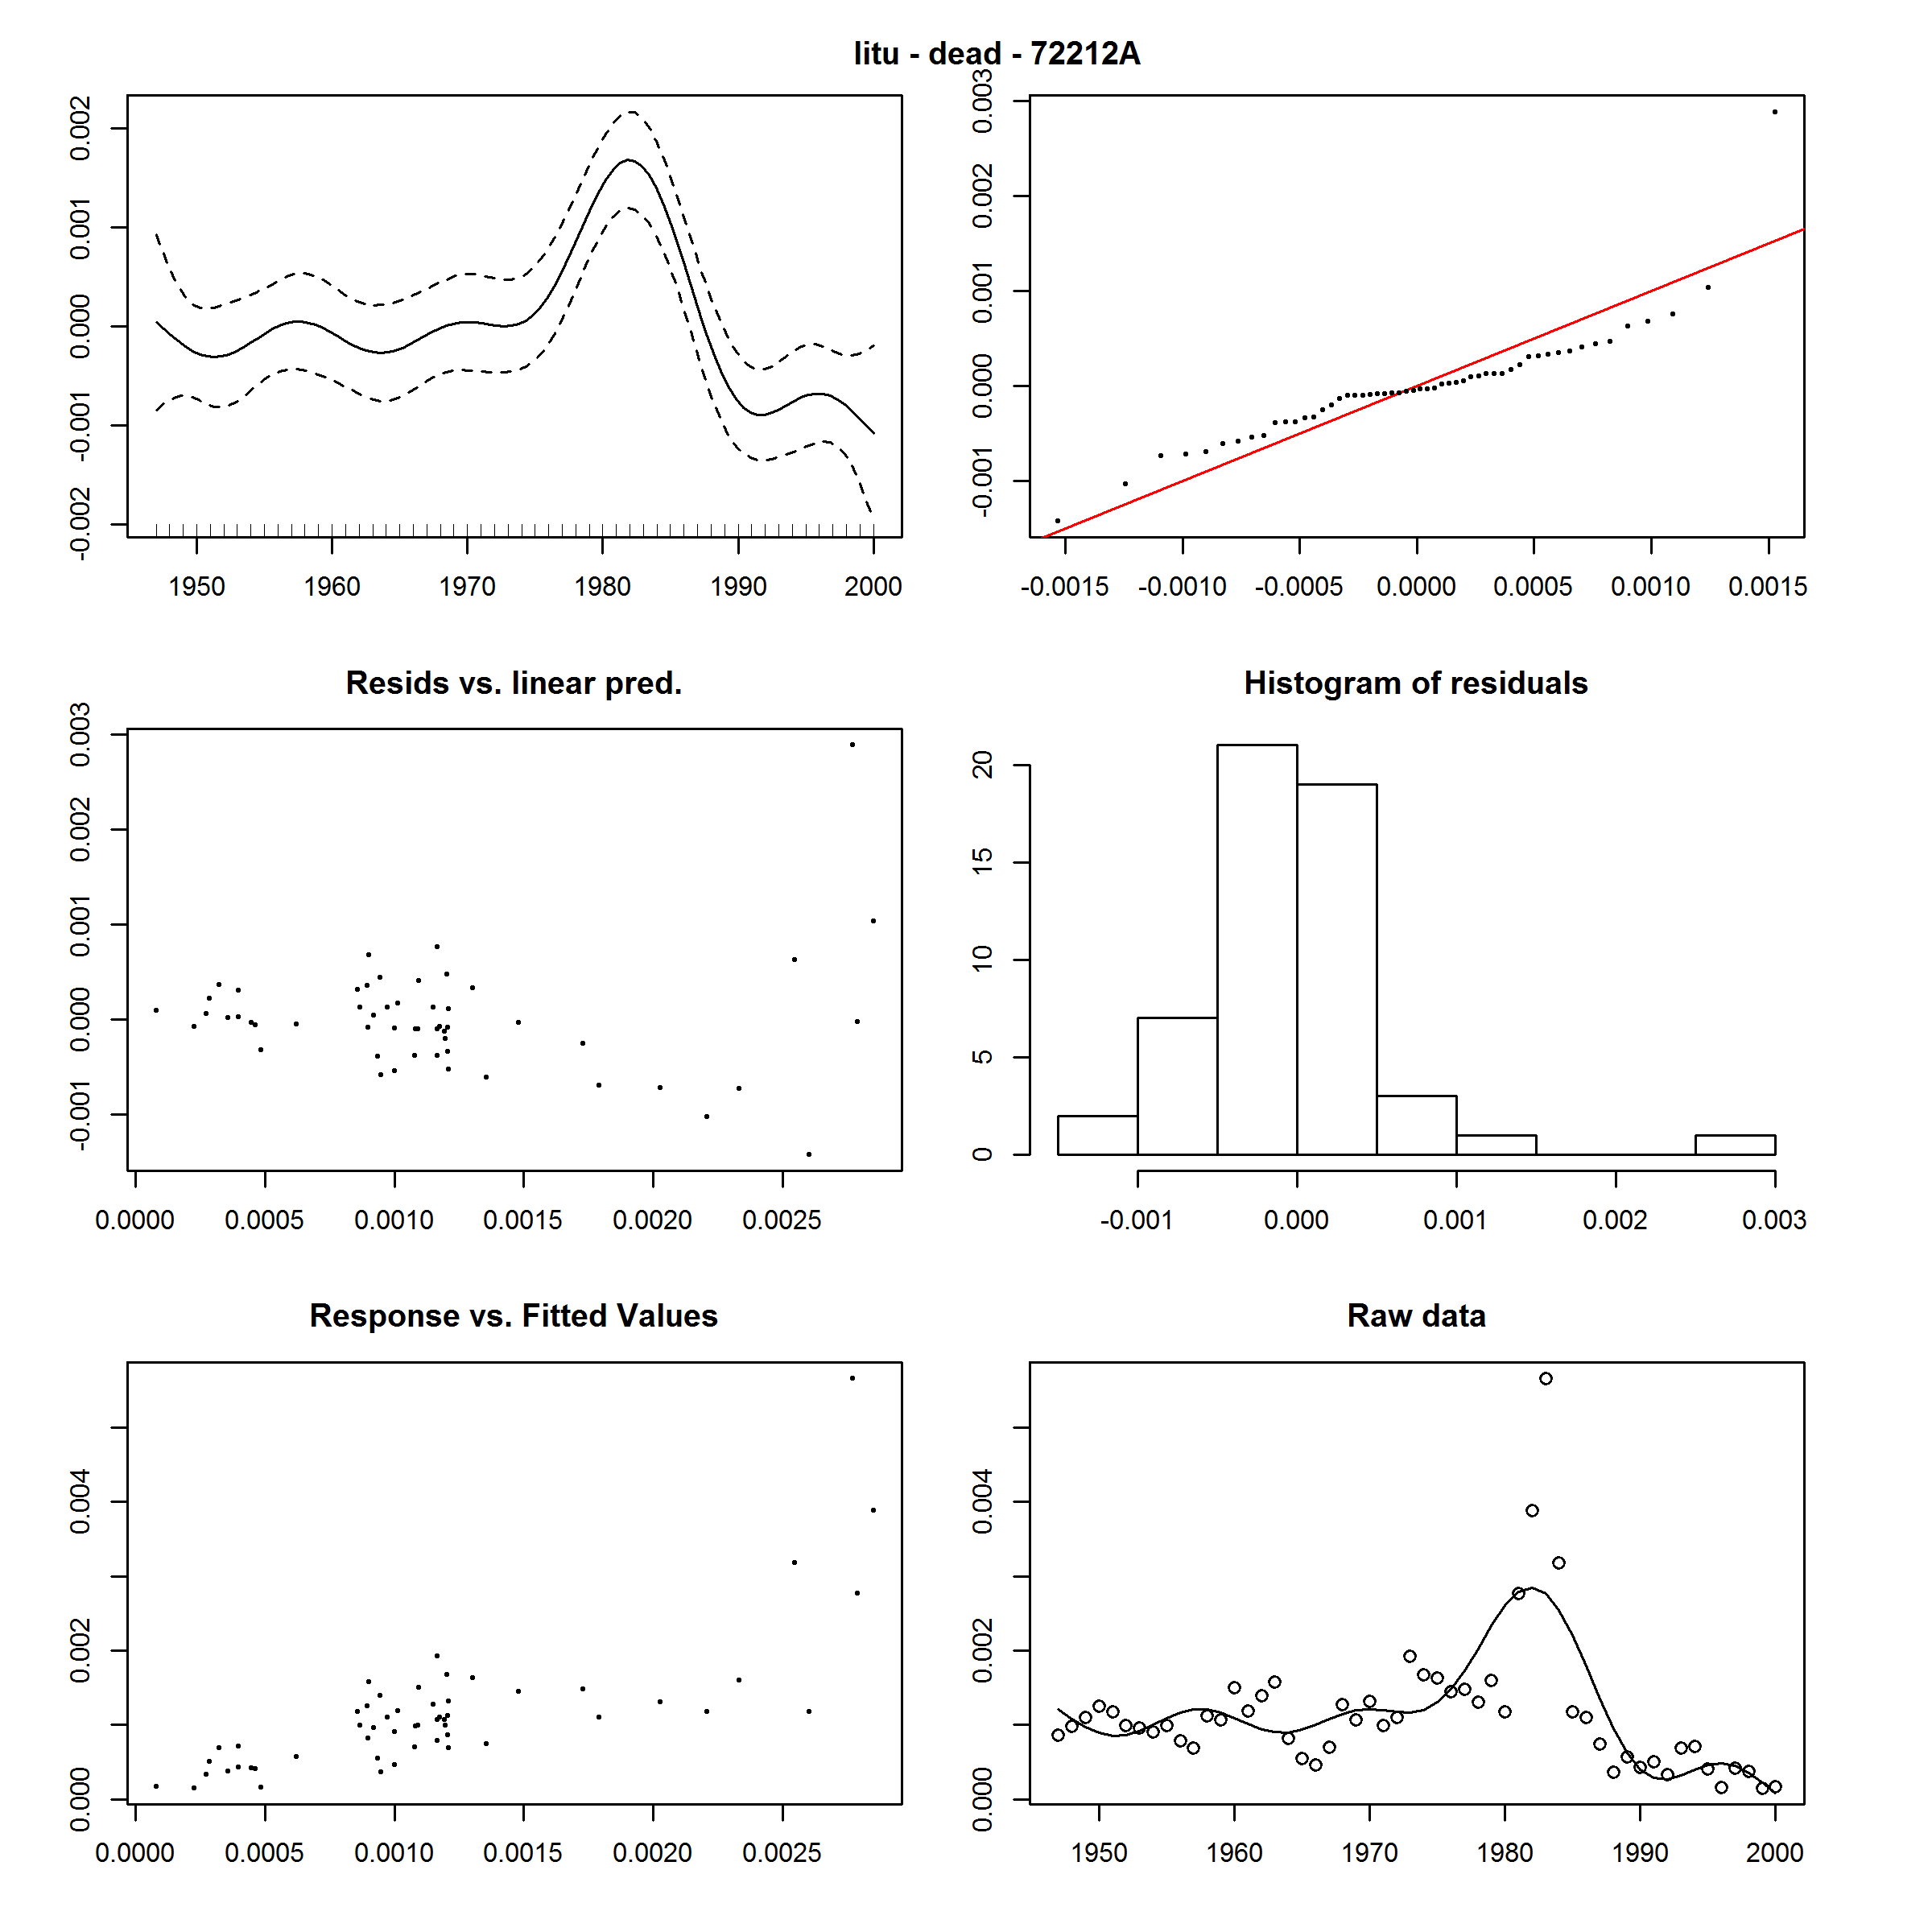 litu - dead - 72212A
0.002
0.001
0.000
-0.001
-0.002
1950 1960 1970 1980 1990 2000
0.003
0.002
0.001
0.000
-0.001
-0.0015 -0.0010 -0.0005 0.0000 0.0005 0.0010 0.0015
Resids vs. linear pred.
0.003
0.002
0.001
0.000
-0.001
0.0000 0.0005 0.0010 0.0015 0.0020 0.0025
Histogram of residuals
20
15
10
5
0
-0.001 0.000 0.001 0.002 0.003
Response vs. Fitted Values
0.004
0.002
0.000
0.0000 0.0005 0.0010 0.0015 0.0020 0.0025
Raw data
0.004
0.002
0.000
1950 1960 1970 1980 1990 2000